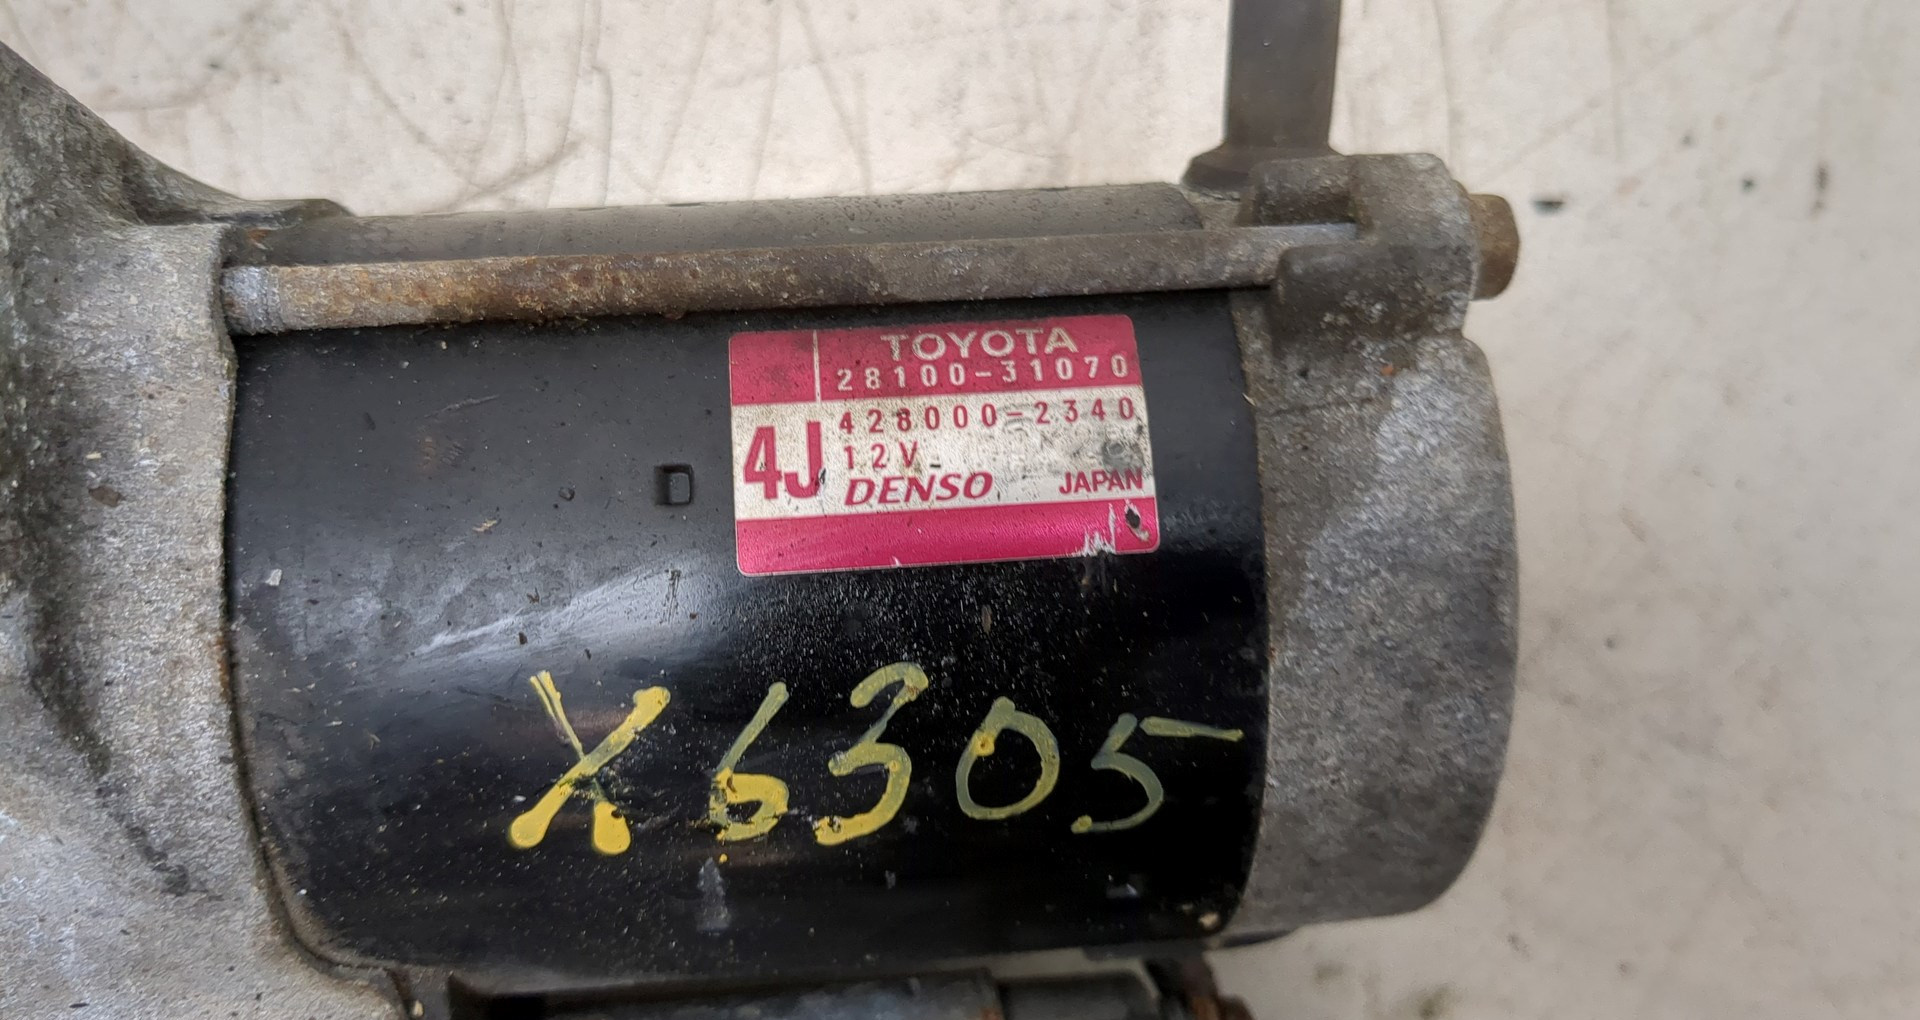 TOYOTA
28100-31070
428000-2340
4J 12V
DENSO JAPAN
X6305